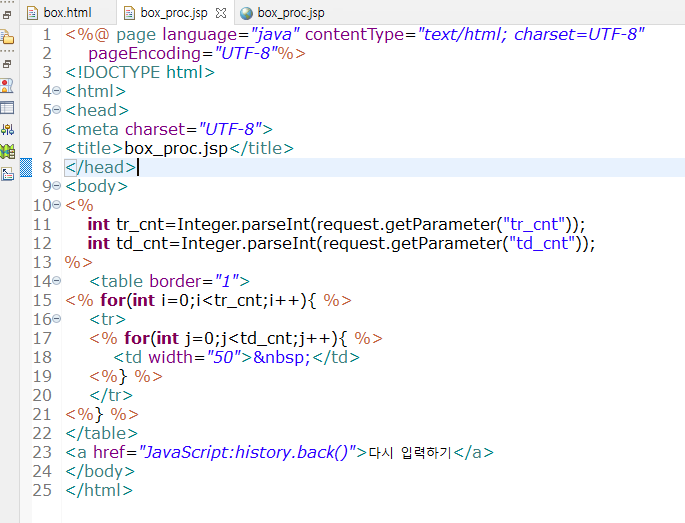 box.html box_proc.jsp box_proc.jsp
1 <%@ page language="java" contentType="text/html; charset=UTF-8"
2     pageEncoding="UTF-8"%>
3 <!DOCTYPE html>
4 <html>
5 <head>
6 <meta charset="UTF-8">
7 <title>box_proc.jsp</title>
8 </head>
9 <body>
10 <%
11     int tr_cnt=Integer.parseInt(request.getParameter("tr_cnt"));
12     int td_cnt=Integer.parseInt(request.getParameter("td_cnt"));
13 %>
14     <table border="1">
15 <% for(int i=0;i<tr_cnt;i++){ %>
16     <tr>
17     <% for(int j=0;j<td_cnt;j++){ %>
18         <td width="50">&nbsp;</td>
19     <%} %>
20     </tr>
21 <%} %>
22 </table>
23 <a href="JavaScript:history.back()">다시 입력하기</a>
24 </body>
25 </html>